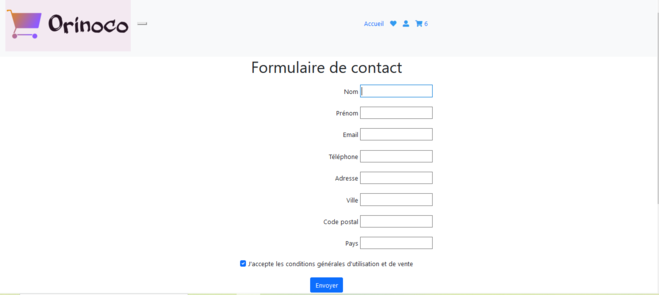 Orinoco
Accueil 6
Formulaire de contact
Nom
Prénom
Email
Téléphone
Adresse
Ville
Code postal
Pays
J'accepte les conditions générales d'utilisation et de vente
Envoyer